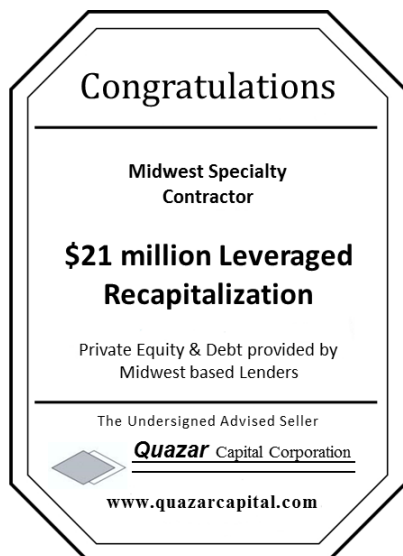 Congratulations
Midwest Specialty
Contractor
$21 million Leveraged
Recapitalization
Private Equity & Debt provided by
Midwest based Lenders
The Undersigned Advised Seller
Quazar Capital Corporation
www.quazarcapital.com